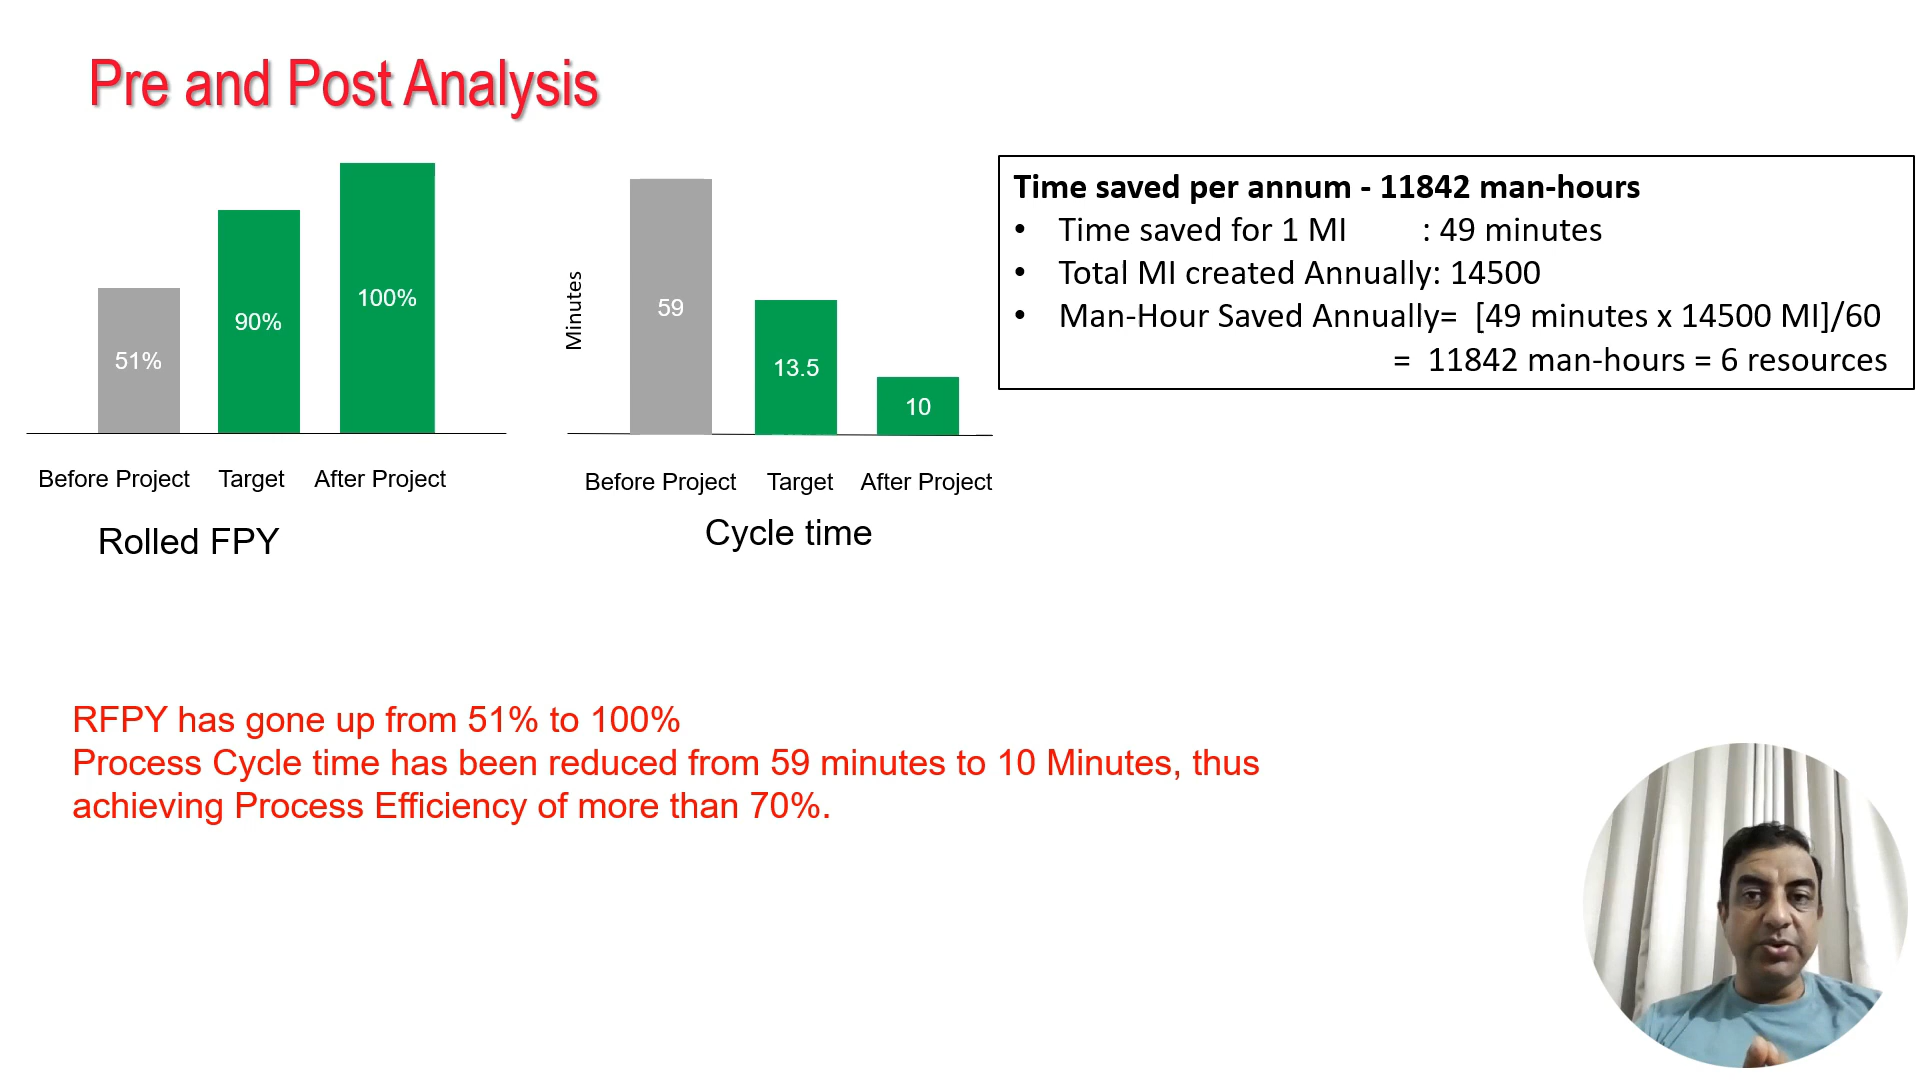 Pre and Post Analysis
51%
90%
100%
Before Project Target After Project
Rolled FPY
Minutes
59
13.5
10
Before Project Target After Project
Cycle time
Time saved per annum - 11842 man-hours
• Time saved for 1 MI : 49 minutes
• Total MI created Annually: 14500
• Man-Hour Saved Annually= [49 minutes x 14500 MI]/60
= 11842 man-hours = 6 resources
RFPY has gone up from 51% to 100%
Process Cycle time has been reduced from 59 minutes to 10 Minutes, thus
achieving Process Efficiency of more than 70%.